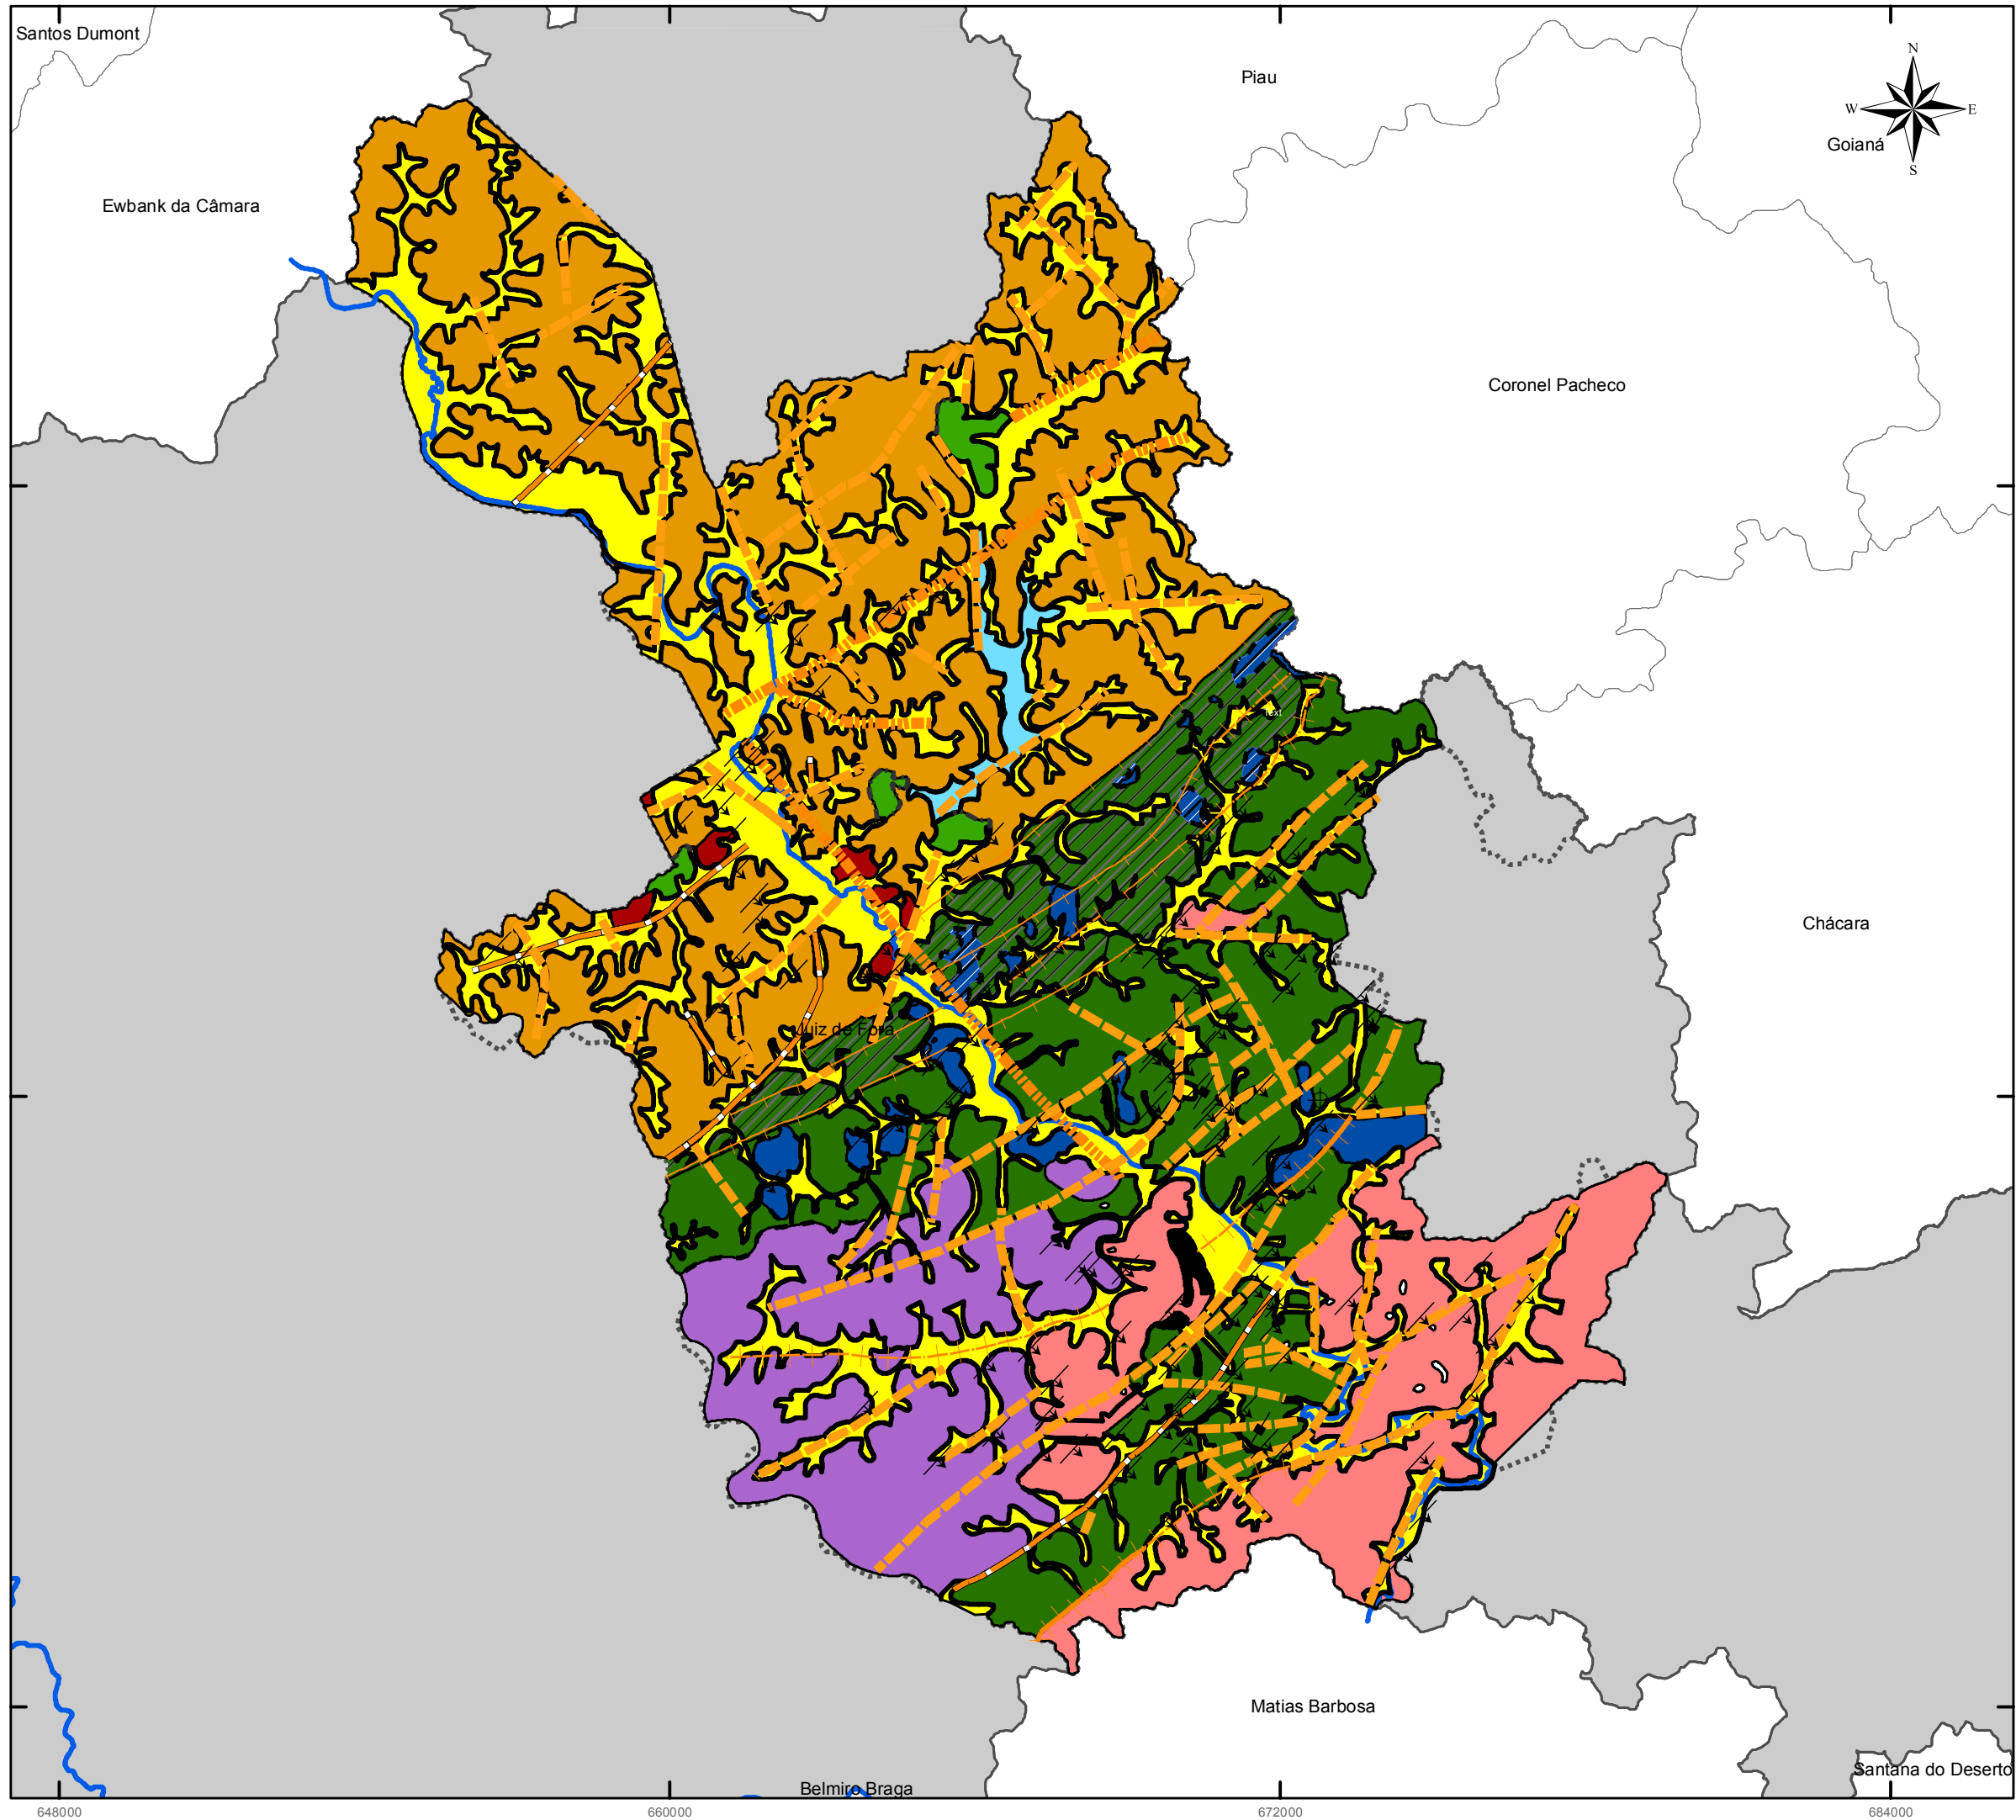 Santos Dumont
Piau
N
W
E
S
Goianá
Ewbank da Câmara
Coronel Pacheco
Text
Chácara
Juiz de Fora
Matias Barbosa
Santana do Deserto
Belmiro Braga
648000
660000
672000
684000